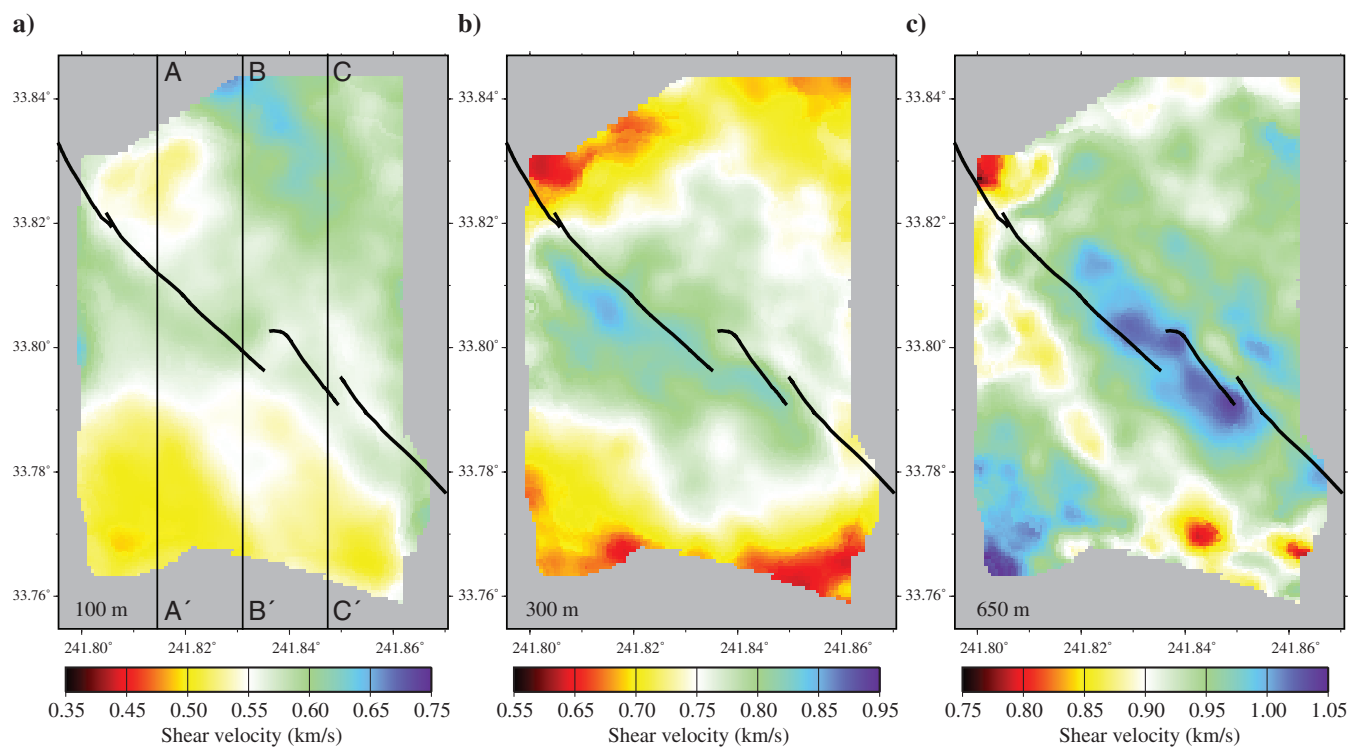 a)
b)
c)
A
B
C
33.84°
33.82°
33.80°
33.78°
33.76°
100 m
A´
B´
C´
241.80
241.82°
241.84°
241.86°
0.35 0.45 0.50 0.55 0.60 0.65 0.75
Shear velocity (km/s)
33.84°
33.82°
33.80°
33.78°
33.76°
300 m
241.80
241.82°
241.84°
241.86°
0.55 0.65 0.70 0.75 0.80 0.85 0.95
Shear velocity (km/s)
33.84°
33.82°
33.80°
33.78°
33.76°
650 m
241.80
241.82°
241.84°
241.86°
0.75 0.80 0.85 0.90 0.95 1.00 1.05
Shear velocity (km/s)